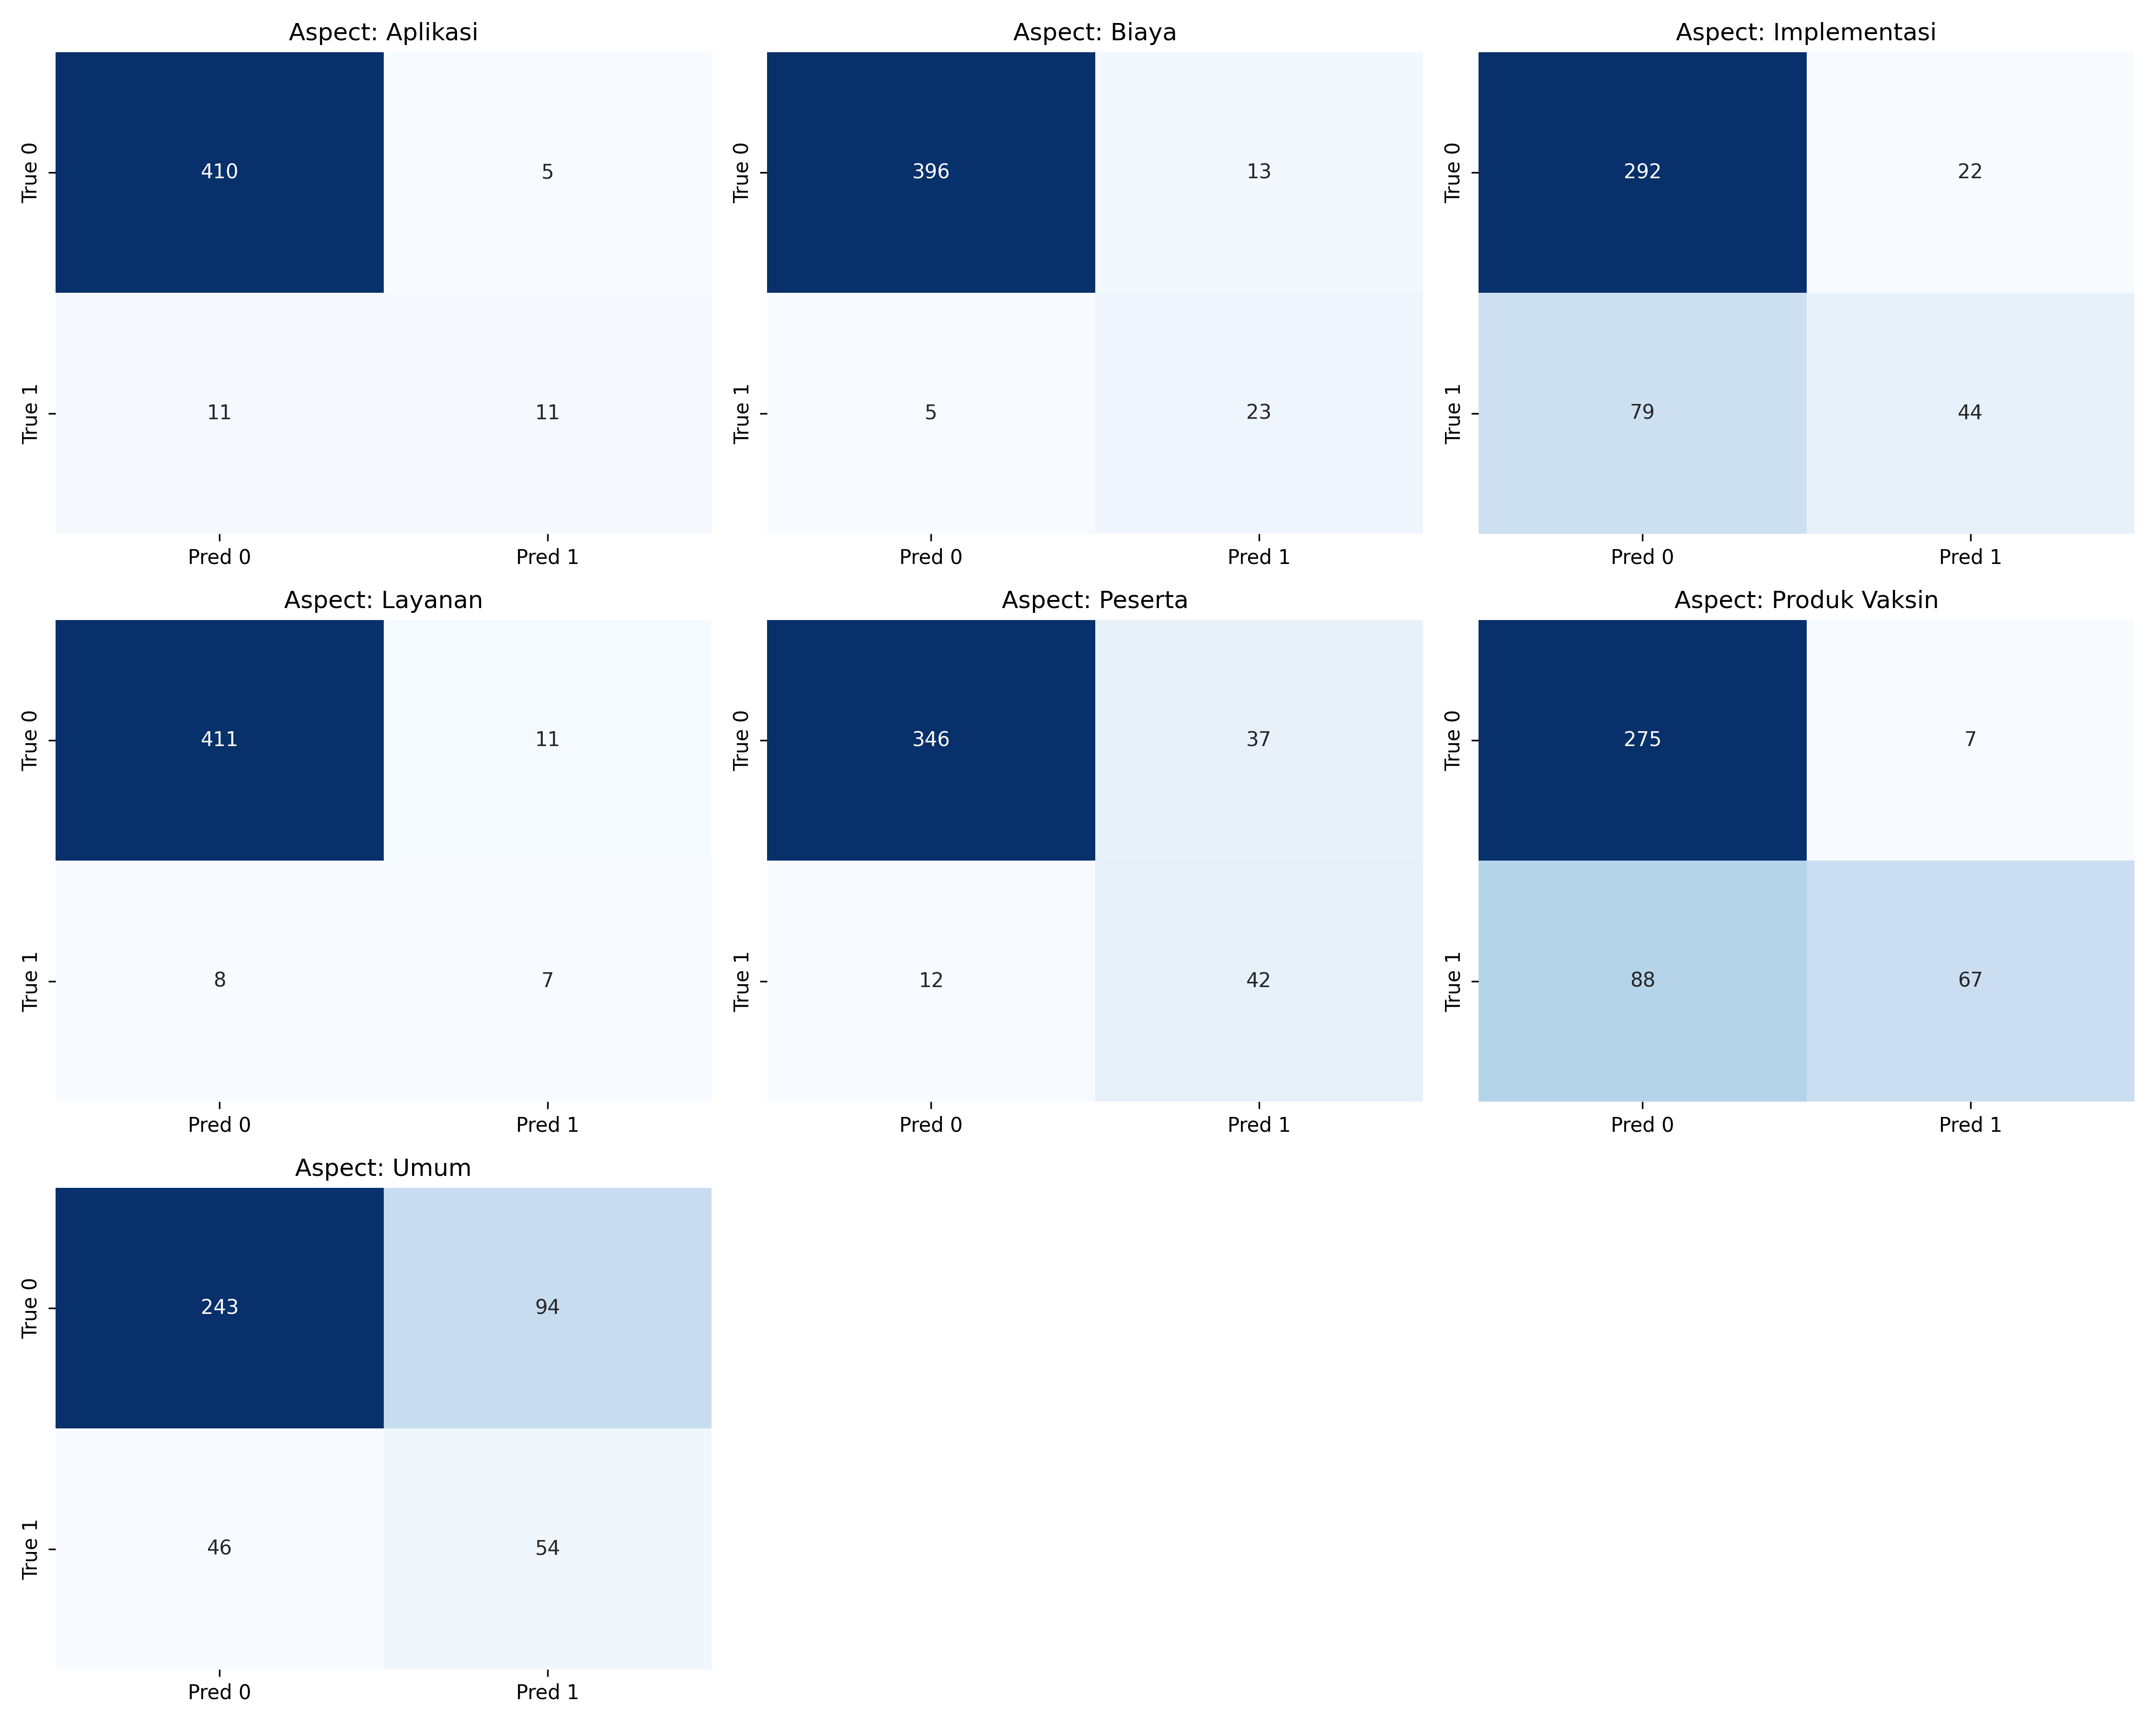 Aspect: Aplikasi
True 0
410
5
True 1
11
11
Pred 0
Pred 1
Aspect: Biaya
True 0
396
13
True 1
5
23
Pred 0
Pred 1
Aspect: Implementasi
True 0
292
22
True 1
79
44
Pred 0
Pred 1
Aspect: Layanan
True 0
411
11
True 1
8
7
Pred 0
Pred 1
Aspect: Peserta
True 0
346
37
True 1
12
42
Pred 0
Pred 1
Aspect: Produk Vaksin
True 0
275
7
True 1
88
67
Pred 0
Pred 1
Aspect: Umum
True 0
243
94
True 1
46
54
Pred 0
Pred 1